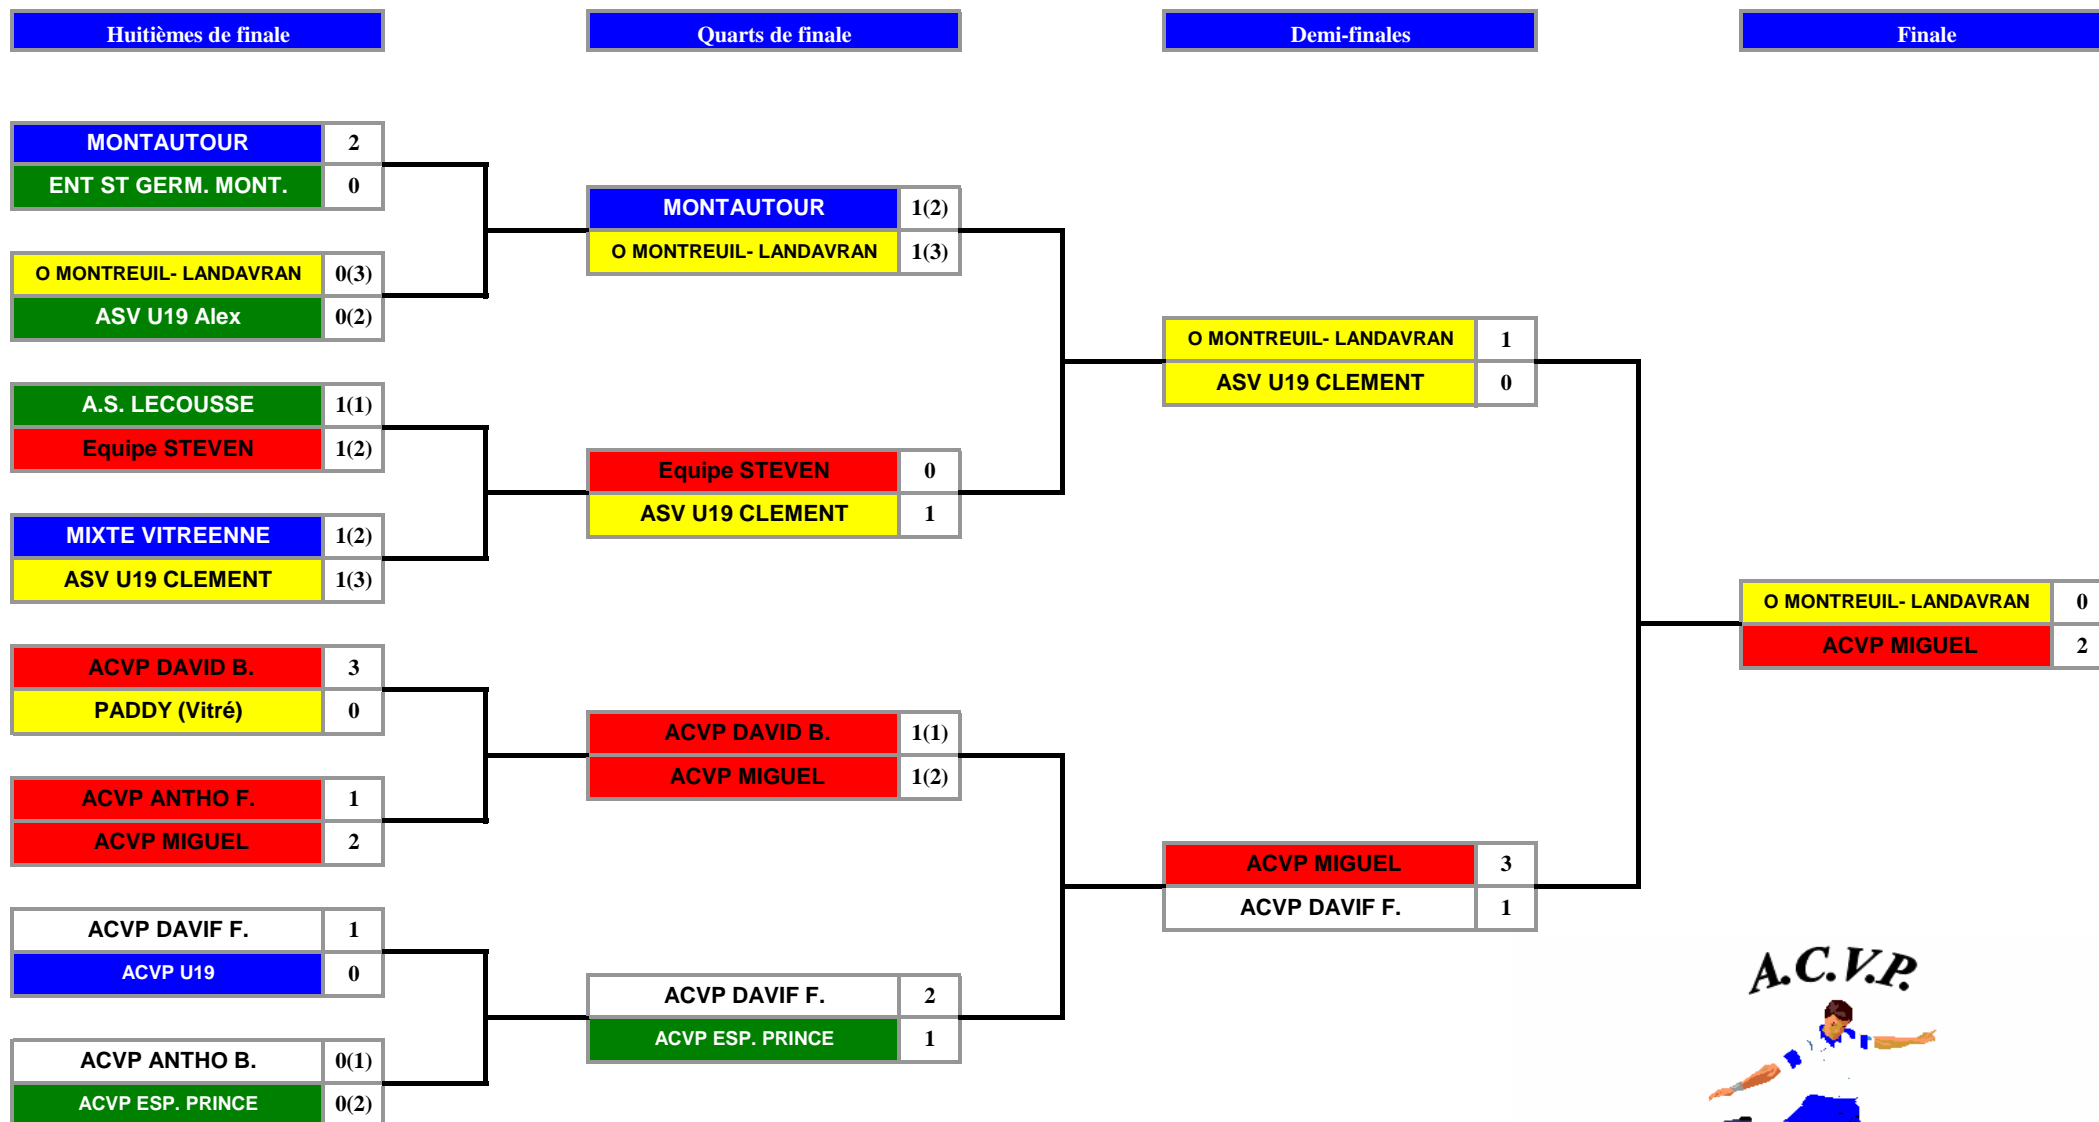 Huitièmes de finale
Quarts de finale
Demi-finales
Finale
MONTAUTOUR 2
ENT ST GERM. MONT. 0
O MONTREUIL- LANDAVRAN 0(3)
ASV U19 Alex 0(2)
A.S. LECOUSSE 1(1)
Equipe STEVEN 1(2)
MIXTE VITREENNE 1(2)
ASV U19 CLEMENT 1(3)
ACVP DAVID B. 3
PADDY (Vitré) 0
ACVP ANTHO F. 1
ACVP MIGUEL 2
ACVP DAVIF F. 1
ACVP U19 0
ACVP ANTHO B. 0(1)
ACVP ESP. PRINCE 0(2)
MONTAUTOUR 1(2)
O MONTREUIL- LANDAVRAN 1(3)
Equipe STEVEN 0
ASV U19 CLEMENT 1
ACVP DAVID B. 1(1)
ACVP MIGUEL 1(2)
ACVP DAVIF F. 2
ACVP ESP. PRINCE 1
O MONTREUIL- LANDAVRAN 1
ASV U19 CLEMENT 0
ACVP MIGUEL 3
ACVP DAVIF F. 1
O MONTREUIL- LANDAVRAN 0
ACVP MIGUEL 2
A.C.V.P.